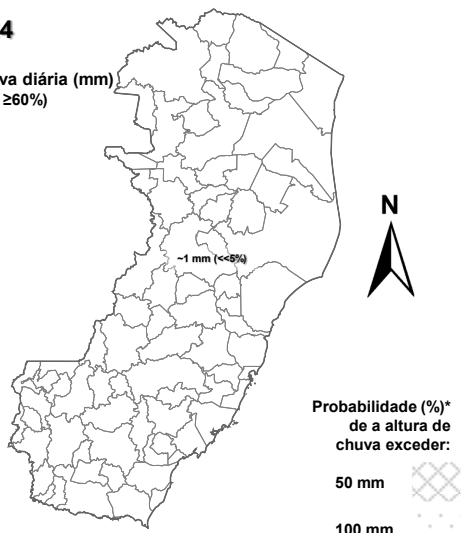 4
va diária (mm)
≥60%)
~1 mm (<<5%)
N
Probabilidade (%)*
de a altura de
chuva exceder:
50 mm
100 mm